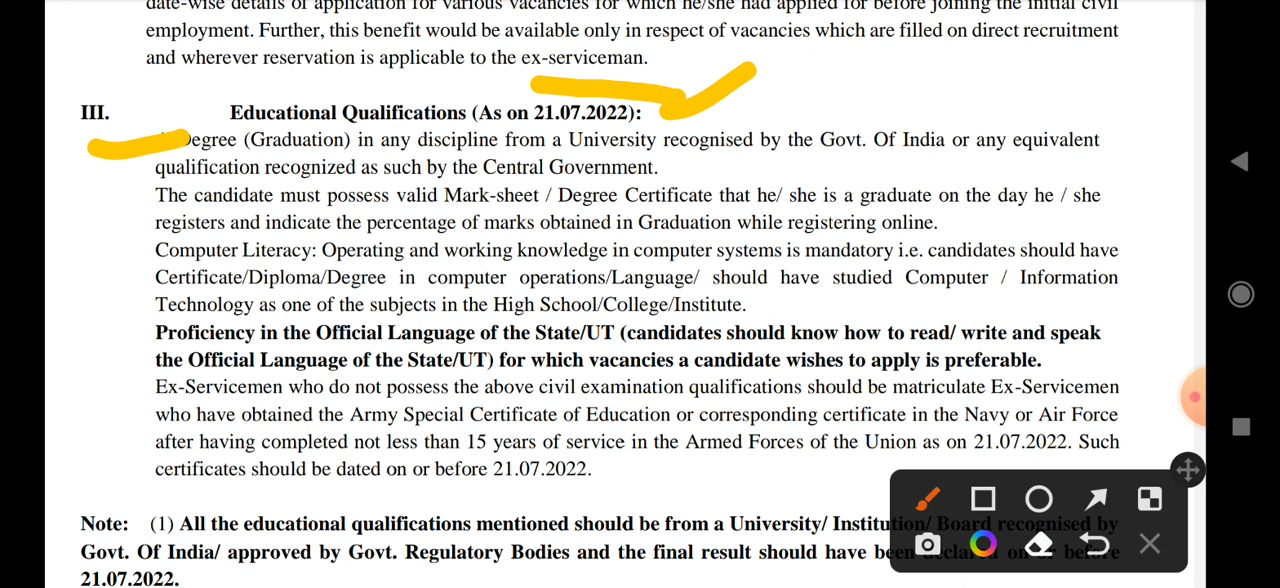 date-wise details of application for various vacancies for which he/she had applied for before joining the initial civil
employment. Further, this benefit would be available only in respect of vacancies which are filled on direct recruitment
and wherever reservation is applicable to the ex-serviceman.
III. Educational Qualifications (As on 21.07.2022):
Degree (Graduation) in any discipline from a University recognised by the Govt. Of India or any equivalent
qualification recognized as such by the Central Government.
The candidate must possess valid Mark-sheet / Degree Certificate that he/ she is a graduate on the day he / she
registers and indicate the percentage of marks obtained in Graduation while registering online.
Computer Literacy: Operating and working knowledge in computer systems is mandatory i.e. candidates should have
Certificate/Diploma/Degree in computer operations/Language/ should have studied Computer / Information
Technology as one of the subjects in the High School/College/Institute.
Proficiency in the Official Language of the State/UT (candidates should know how to read/ write and speak
the Official Language of the State/UT) for which vacancies a candidate wishes to apply is preferable.
Ex-Servicemen who do not possess the above civil examination qualifications should be matriculate Ex-Servicemen
who have obtained the Army Special Certificate of Education or corresponding certificate in the Navy or Air Force
after having completed not less than 15 years of service in the Armed Forces of the Union as on 21.07.2022. Such
certificates should be dated on or before 21.07.2022.
Note: (1) All the educational qualifications mentioned should be from a University/ Institution/ Board recognised by
Govt. Of India/ approved by Govt. Regulatory Bodies and the final result should have been declared on or before
21.07.2022.